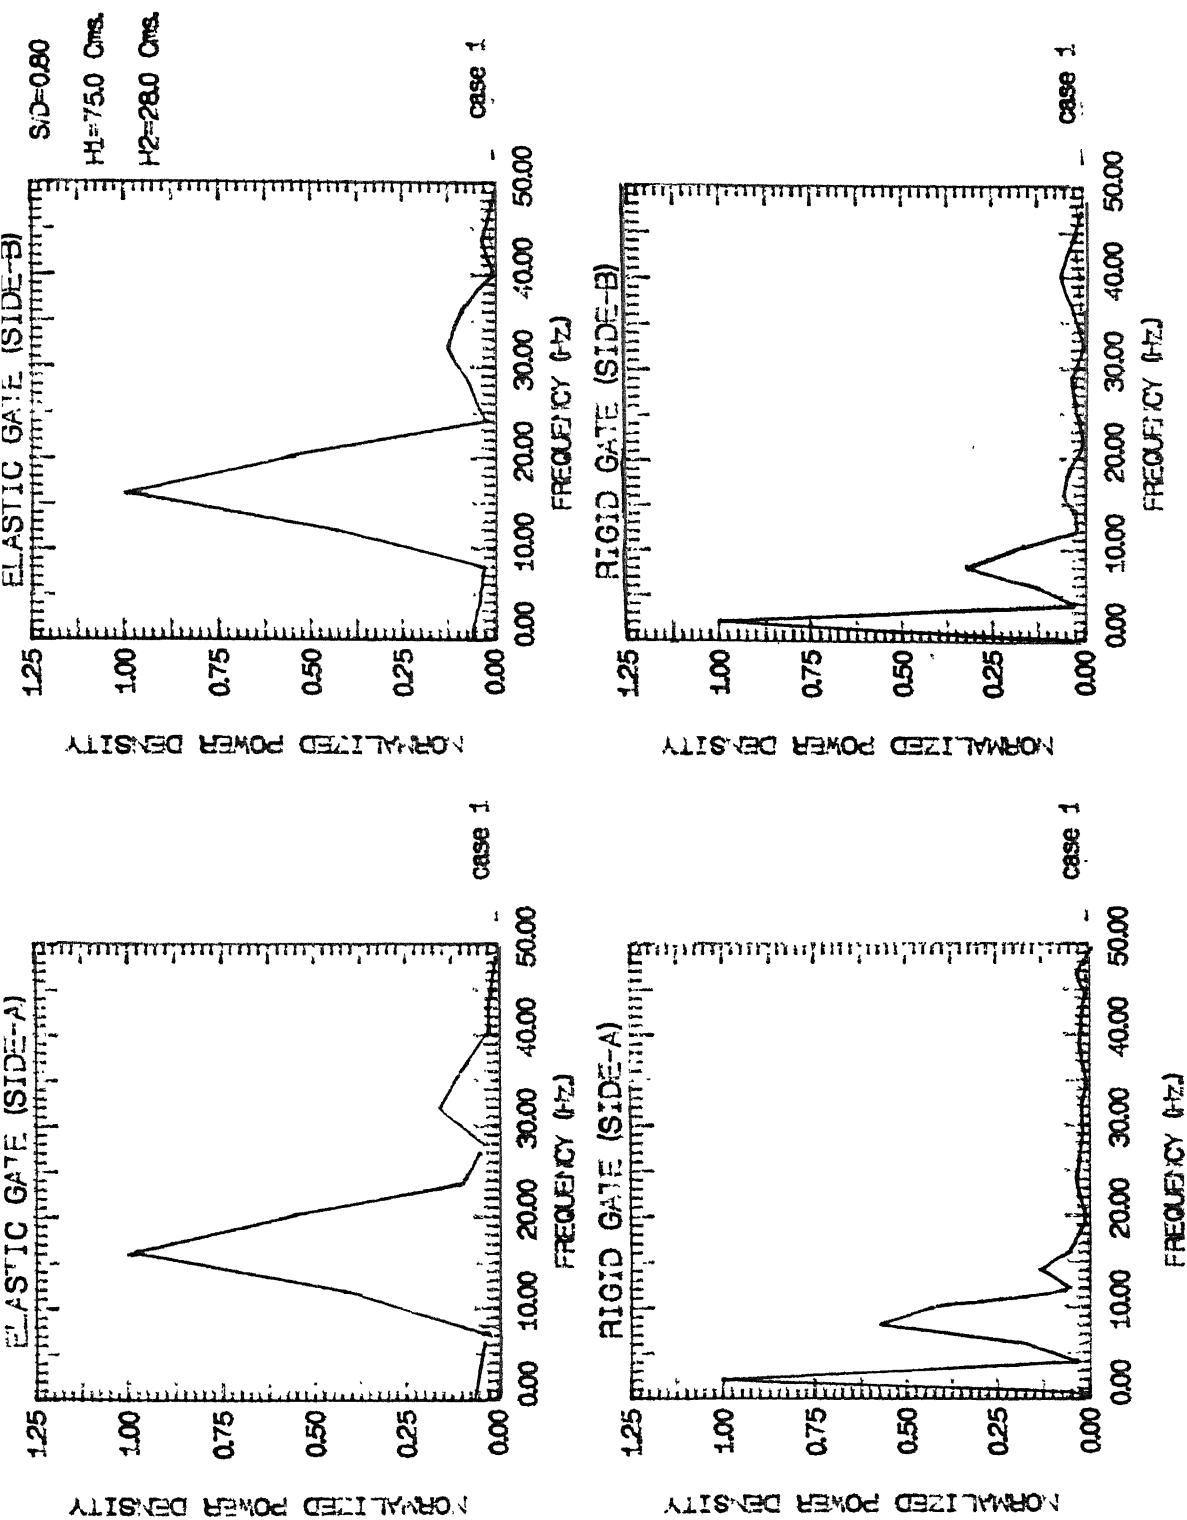 ELASTIC GATE (SIDE-A)
NORMALIZED POWER DENSITY
1.25
1.00
0.75
0.50
0.25
0.00
0.00 10.00 20.00 30.00 40.00 50.00
FREQUENCY (Hz.)
case 1
ELASTIC GATE (SIDE-B)
NORMALIZED POWER DENSITY
1.25
1.00
0.75
0.50
0.25
0.00
0.00 10.00 20.00 30.00 40.00 50.00
FREQUENCY (Hz.)
case 1
S/D=0.80
H1=75.0 Cms.
H2=28.0 Cms.
RIGID GATE (SIDE-A)
NORMALIZED POWER DENSITY
1.25
1.00
0.75
0.50
0.25
0.00
0.00 10.00 20.00 30.00 40.00 50.00
FREQUENCY (Hz.)
case 1
RIGID GATE (SIDE-B)
NORMALIZED POWER DENSITY
1.25
1.00
0.75
0.50
0.25
0.00
0.00 10.00 20.00 30.00 40.00 50.00
FREQUENCY (Hz.)
case 1